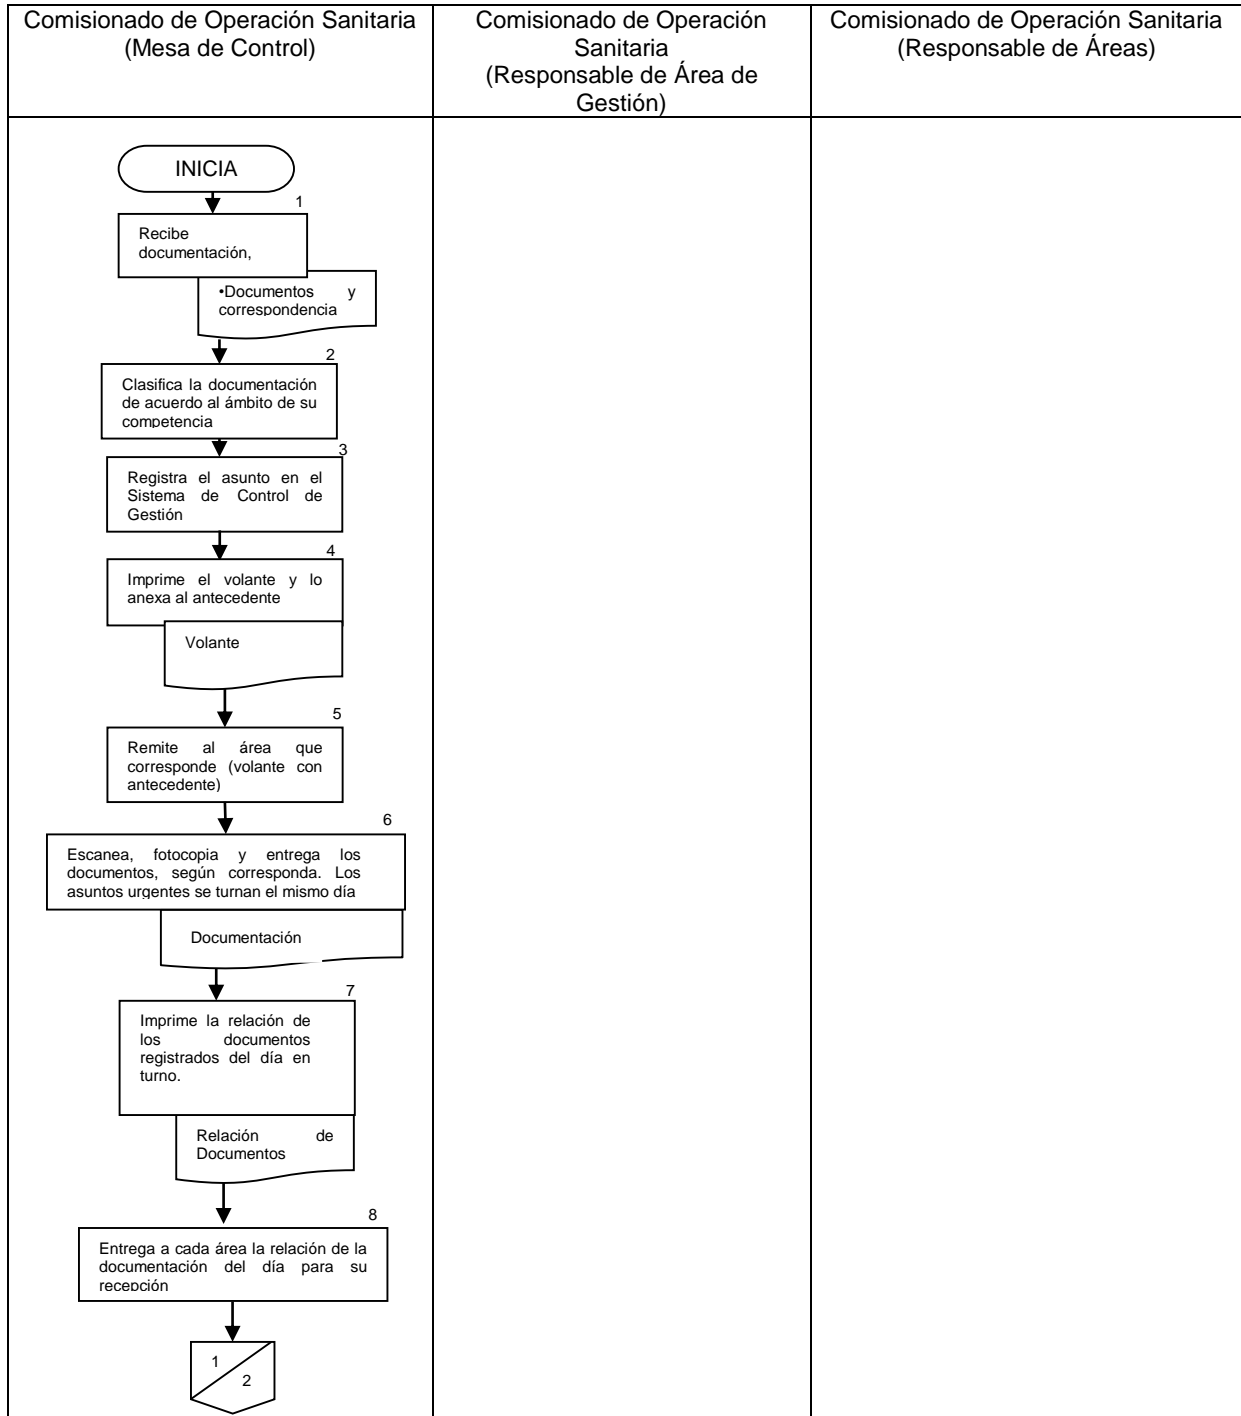 Comisionado de Operación Sanitaria
(Mesa de Control)
Comisionado de Operación
Sanitaria
(Responsable de Área de
Gestión)
Comisionado de Operación Sanitaria
(Responsable de Áreas)
INICIA
1
Recibe
documentación,
•Documentos y
correspondencia
2
Clasifica la documentación
de acuerdo al ámbito de su
competencia
3
Registra el asunto en el
Sistema de Control de
Gestión
4
Imprime el volante y lo
anexa al antecedente
Volante
5
Remite al área que
corresponde (volante con
antecedente)
6
Escanea, fotocopia y entrega los
documentos, según corresponda. Los
asuntos urgentes se turnan el mismo día
Documentación
7
Imprime la relación de
los documentos
registrados del día en
turno.
Relación de
Documentos
8
Entrega a cada área la relación de la
documentación del día para su
recepción
1
2